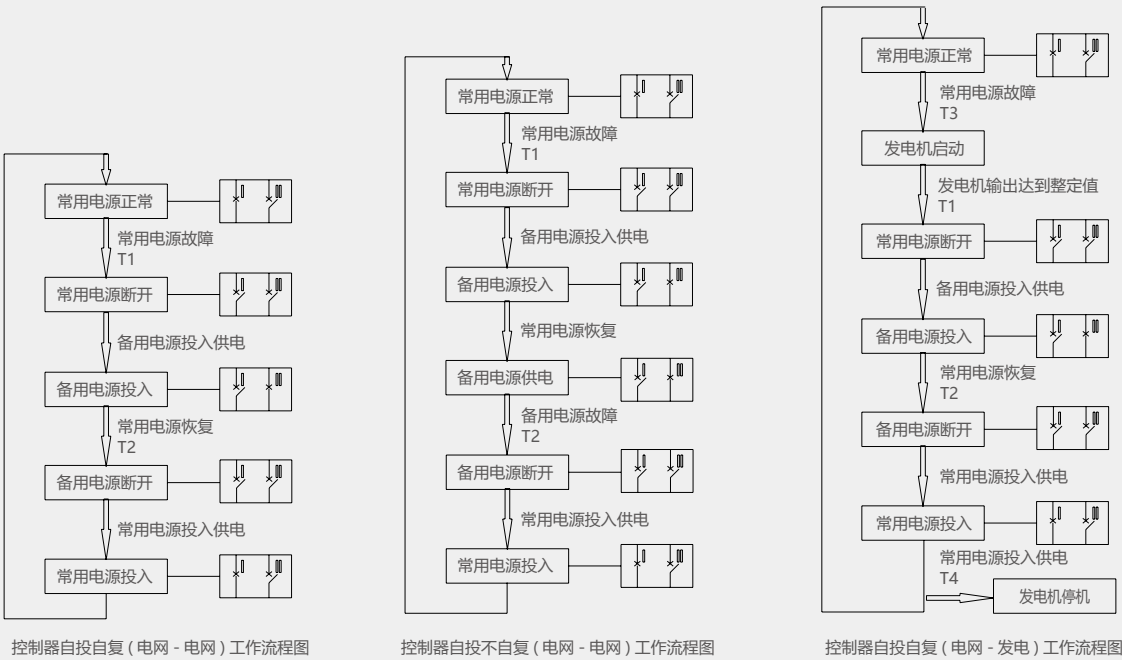 常用电源正常
常用电源故障
T1
常用电源断开
备用电源投入供电
备用电源投入
常用电源恢复
T2
备用电源断开
常用电源投入供电
常用电源投入
控制器自投自复 ( 电网 - 电网 ) 工作流程图
常用电源正常
常用电源故障
T1
常用电源断开
备用电源投入供电
备用电源投入
常用电源恢复
备用电源供电
备用电源故障
T2
备用电源断开
常用电源投入供电
常用电源投入
控制器自投不自复 ( 电网 - 电网 ) 工作流程图
常用电源正常
常用电源故障
T3
发电机启动
发电机输出达到整定值
T1
常用电源断开
备用电源投入供电
备用电源投入
常用电源恢复
T2
备用电源断开
常用电源投入供电
常用电源投入
常用电源投入供电
T4
发电机停机
控制器自投自复 ( 电网 - 发电 ) 工作流程图